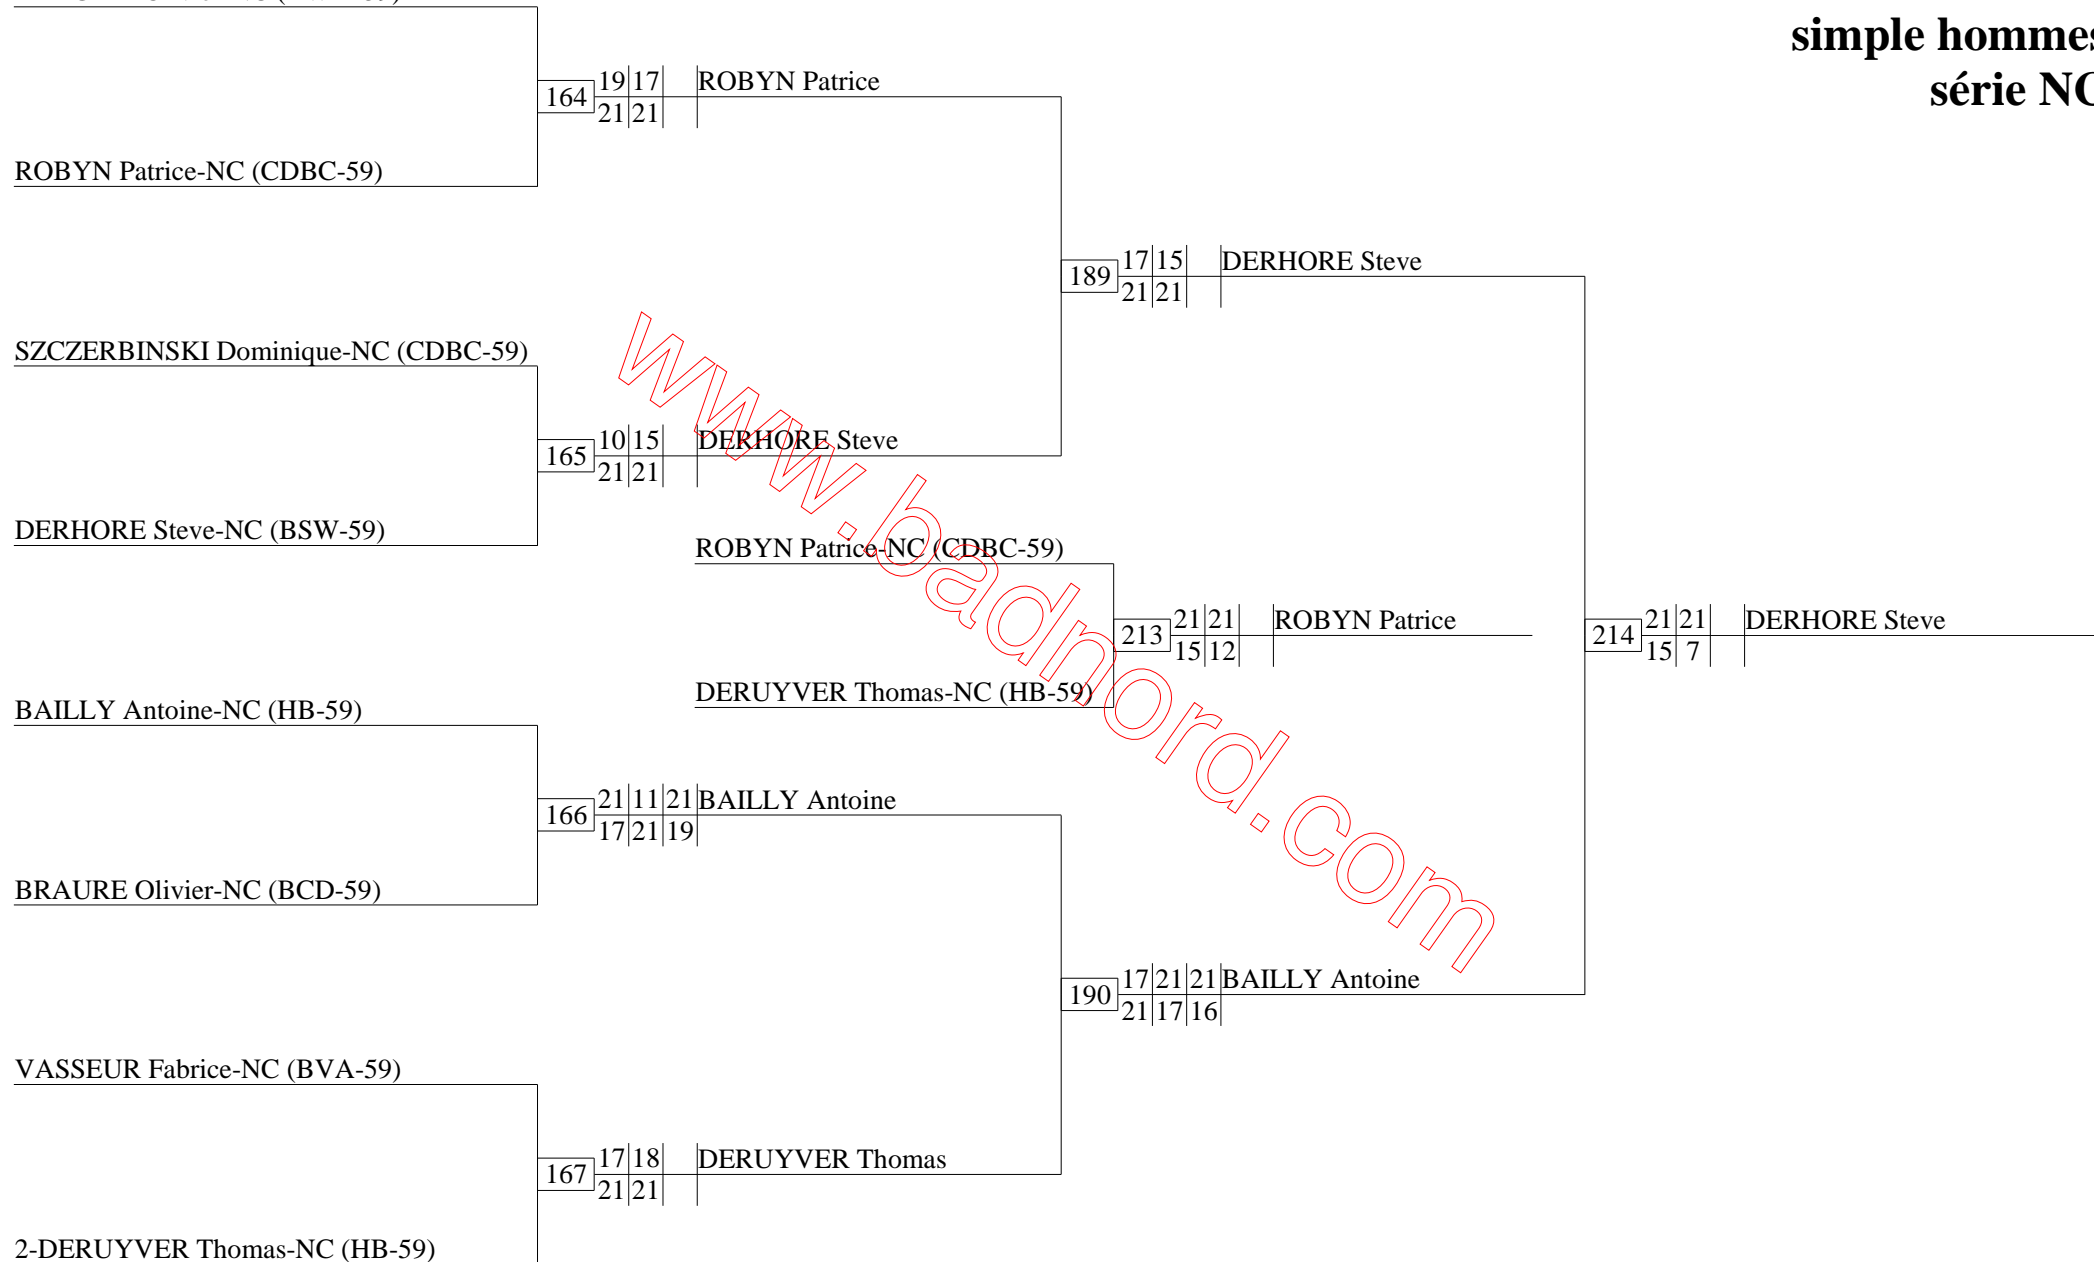 simple hommes
série NC
19 17 ROBYN Patrice
164
21 21
ROBYN Patrice-NC (CDBC-59)
17 15 DERHORE Steve
189
21 21
SZCZERBINSKI Dominique-NC (CDBC-59)
10 15 DERHORE Steve
165
21 21
DERHORE Steve-NC (BSW-59)
ROBYN Patrice-NC (CDBC-59)
21 21 ROBYN Patrice
213
15 12
21 21 DERHORE Steve
214
15 7
DERUYVER Thomas-NC (HB-59)
BAILLY Antoine-NC (HB-59)
21 11 21 BAILLY Antoine
166
17 21 19
BRAURE Olivier-NC (BCD-59)
17 21 21 BAILLY Antoine
190
21 17 16
VASSEUR Fabrice-NC (BVA-59)
17 18 DERUYVER Thomas
167
21 21
2-DERUYVER Thomas-NC (HB-59)
www.badnord.com